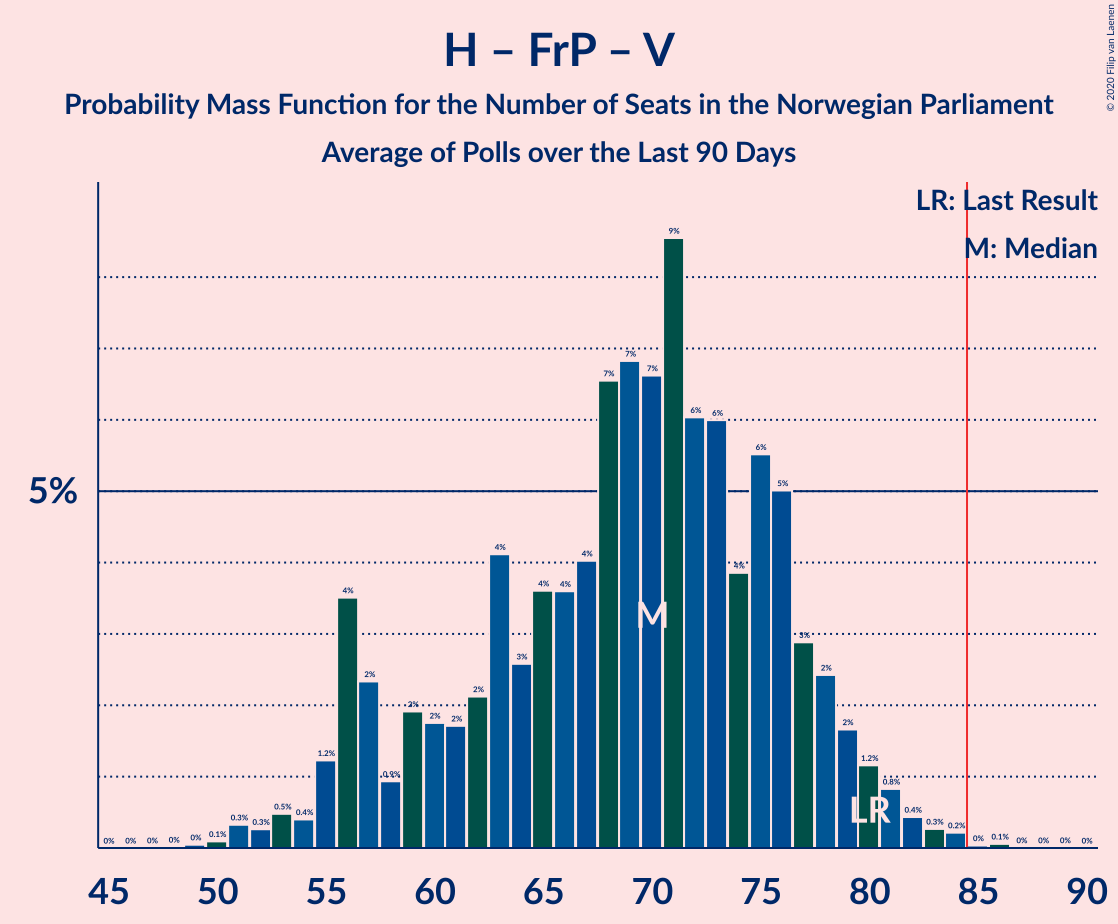 H – FrP – V
Probability Mass Function for the Number of Seats in the Norwegian Parliament
Average of Polls over the Last 90 Days
© 2020 Filip van Laenen
LR: Last Result
M: Median
5%
0% 0% 0% 0% 0% 0.1% 0.3% 0.3% 0.5% 0.4% 1.2% 4% 2% 0.9% 2% 2% 2% 2% 4% 3% 4% 4% 4% 7% 7% 7% 9% 6% 6% 4% 6% 5% 3% 2% 2% 1.2% 0.8% 0.4% 0.3% 0.2% 0% 0.1% 0% 0% 0% 0%
M
LR
45 50 55 60 65 70 75 80 85 90